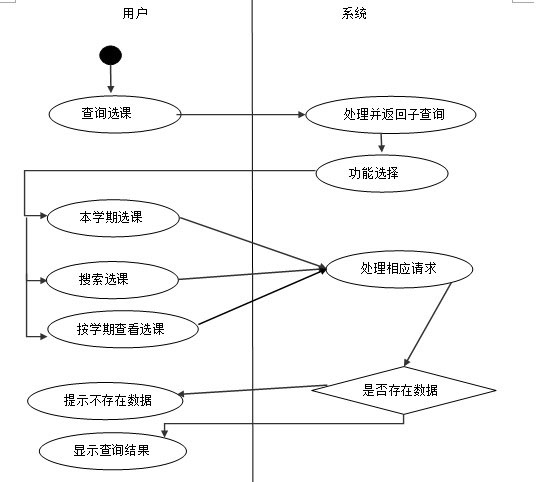 用户
系统
查询选课
处理并返回子查询
功能选择
本学期选课
搜索选课
处理相应请求
按学期查看选课
是否存在数据
提示不存在数据
显示查询结果